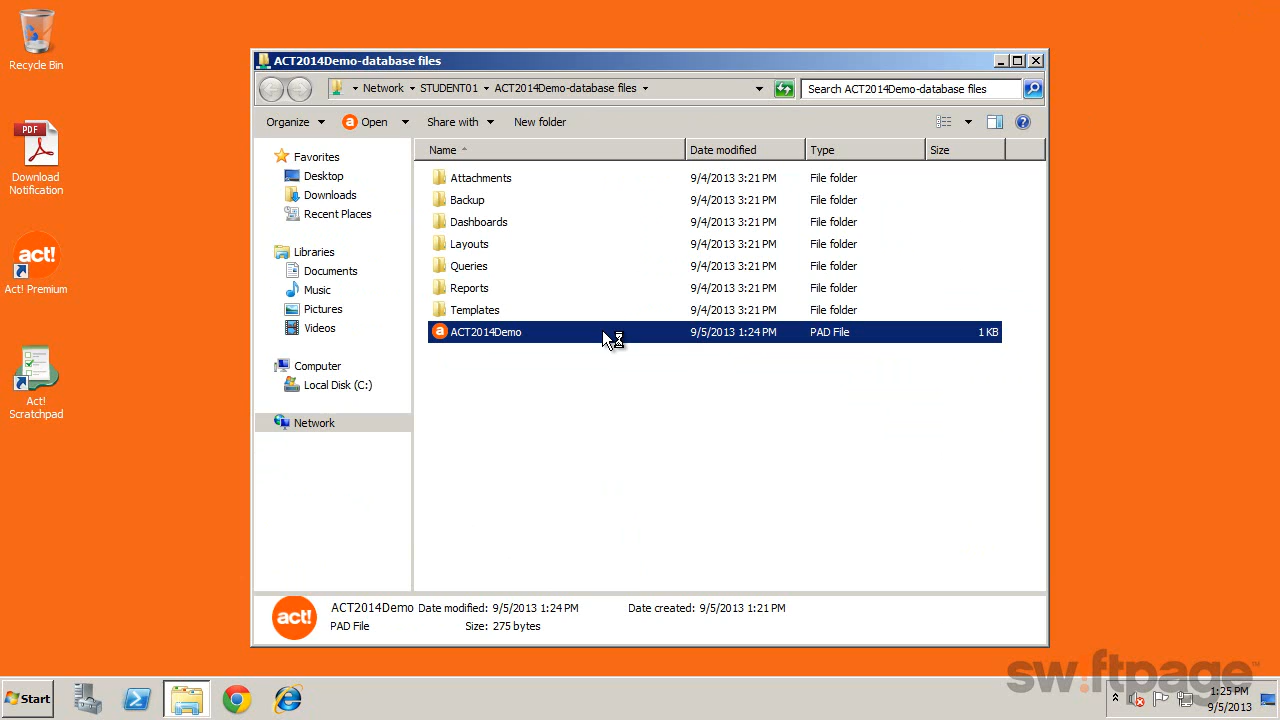 Recycle Bin
PDF
Download
Notification
act!
Act! Premium
Act!
Scratchpad
ACT2014Demo-database files
Network STUDENT01 ACT2014Demo-database files
Search ACT2014Demo-database files
Organize a Open Share with New folder
Favorites
Desktop
Downloads
Recent Places
Libraries
Documents
Music
Pictures
Videos
Computer
Local Disk (C:)
Network
Name Date modified Type Size
Attachments 9/4/2013 3:21 PM File folder
Backup 9/4/2013 3:21 PM File folder
Dashboards 9/4/2013 3:21 PM File folder
Layouts 9/4/2013 3:21 PM File folder
Queries 9/4/2013 3:21 PM File folder
Reports 9/4/2013 3:21 PM File folder
Templates 9/4/2013 3:21 PM File folder
a ACT2014Demo 9/5/2013 1:24 PM PAD File 1 KB
act!
ACT2014Demo Date modified: 9/5/2013 1:24 PM Date created: 9/5/2013 1:21 PM
PAD File Size: 275 bytes
swiftpage™
Start
1:25 PM
9/5/2013